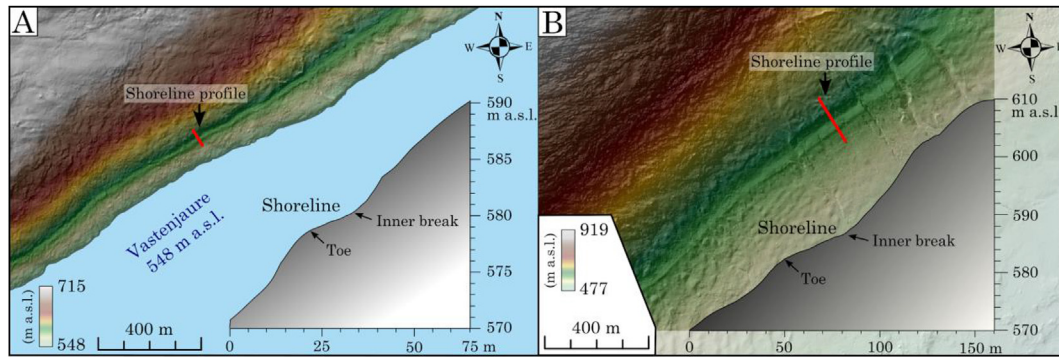 A
N
W E
S
Shoreline profile
590
m a.s.l.
585
580
575
570
Shoreline
Inner break
Toe
Vastenjaure
548 m a.s.l.
715
(m a.s.l.)
548
400 m
0 25 50 75 m
B
N
W E
S
Shoreline profile
610
m a.s.l.
600
590
580
570
Shoreline
Inner break
Toe
919
(m a.s.l.)
477
400 m
0 50 100 150 m